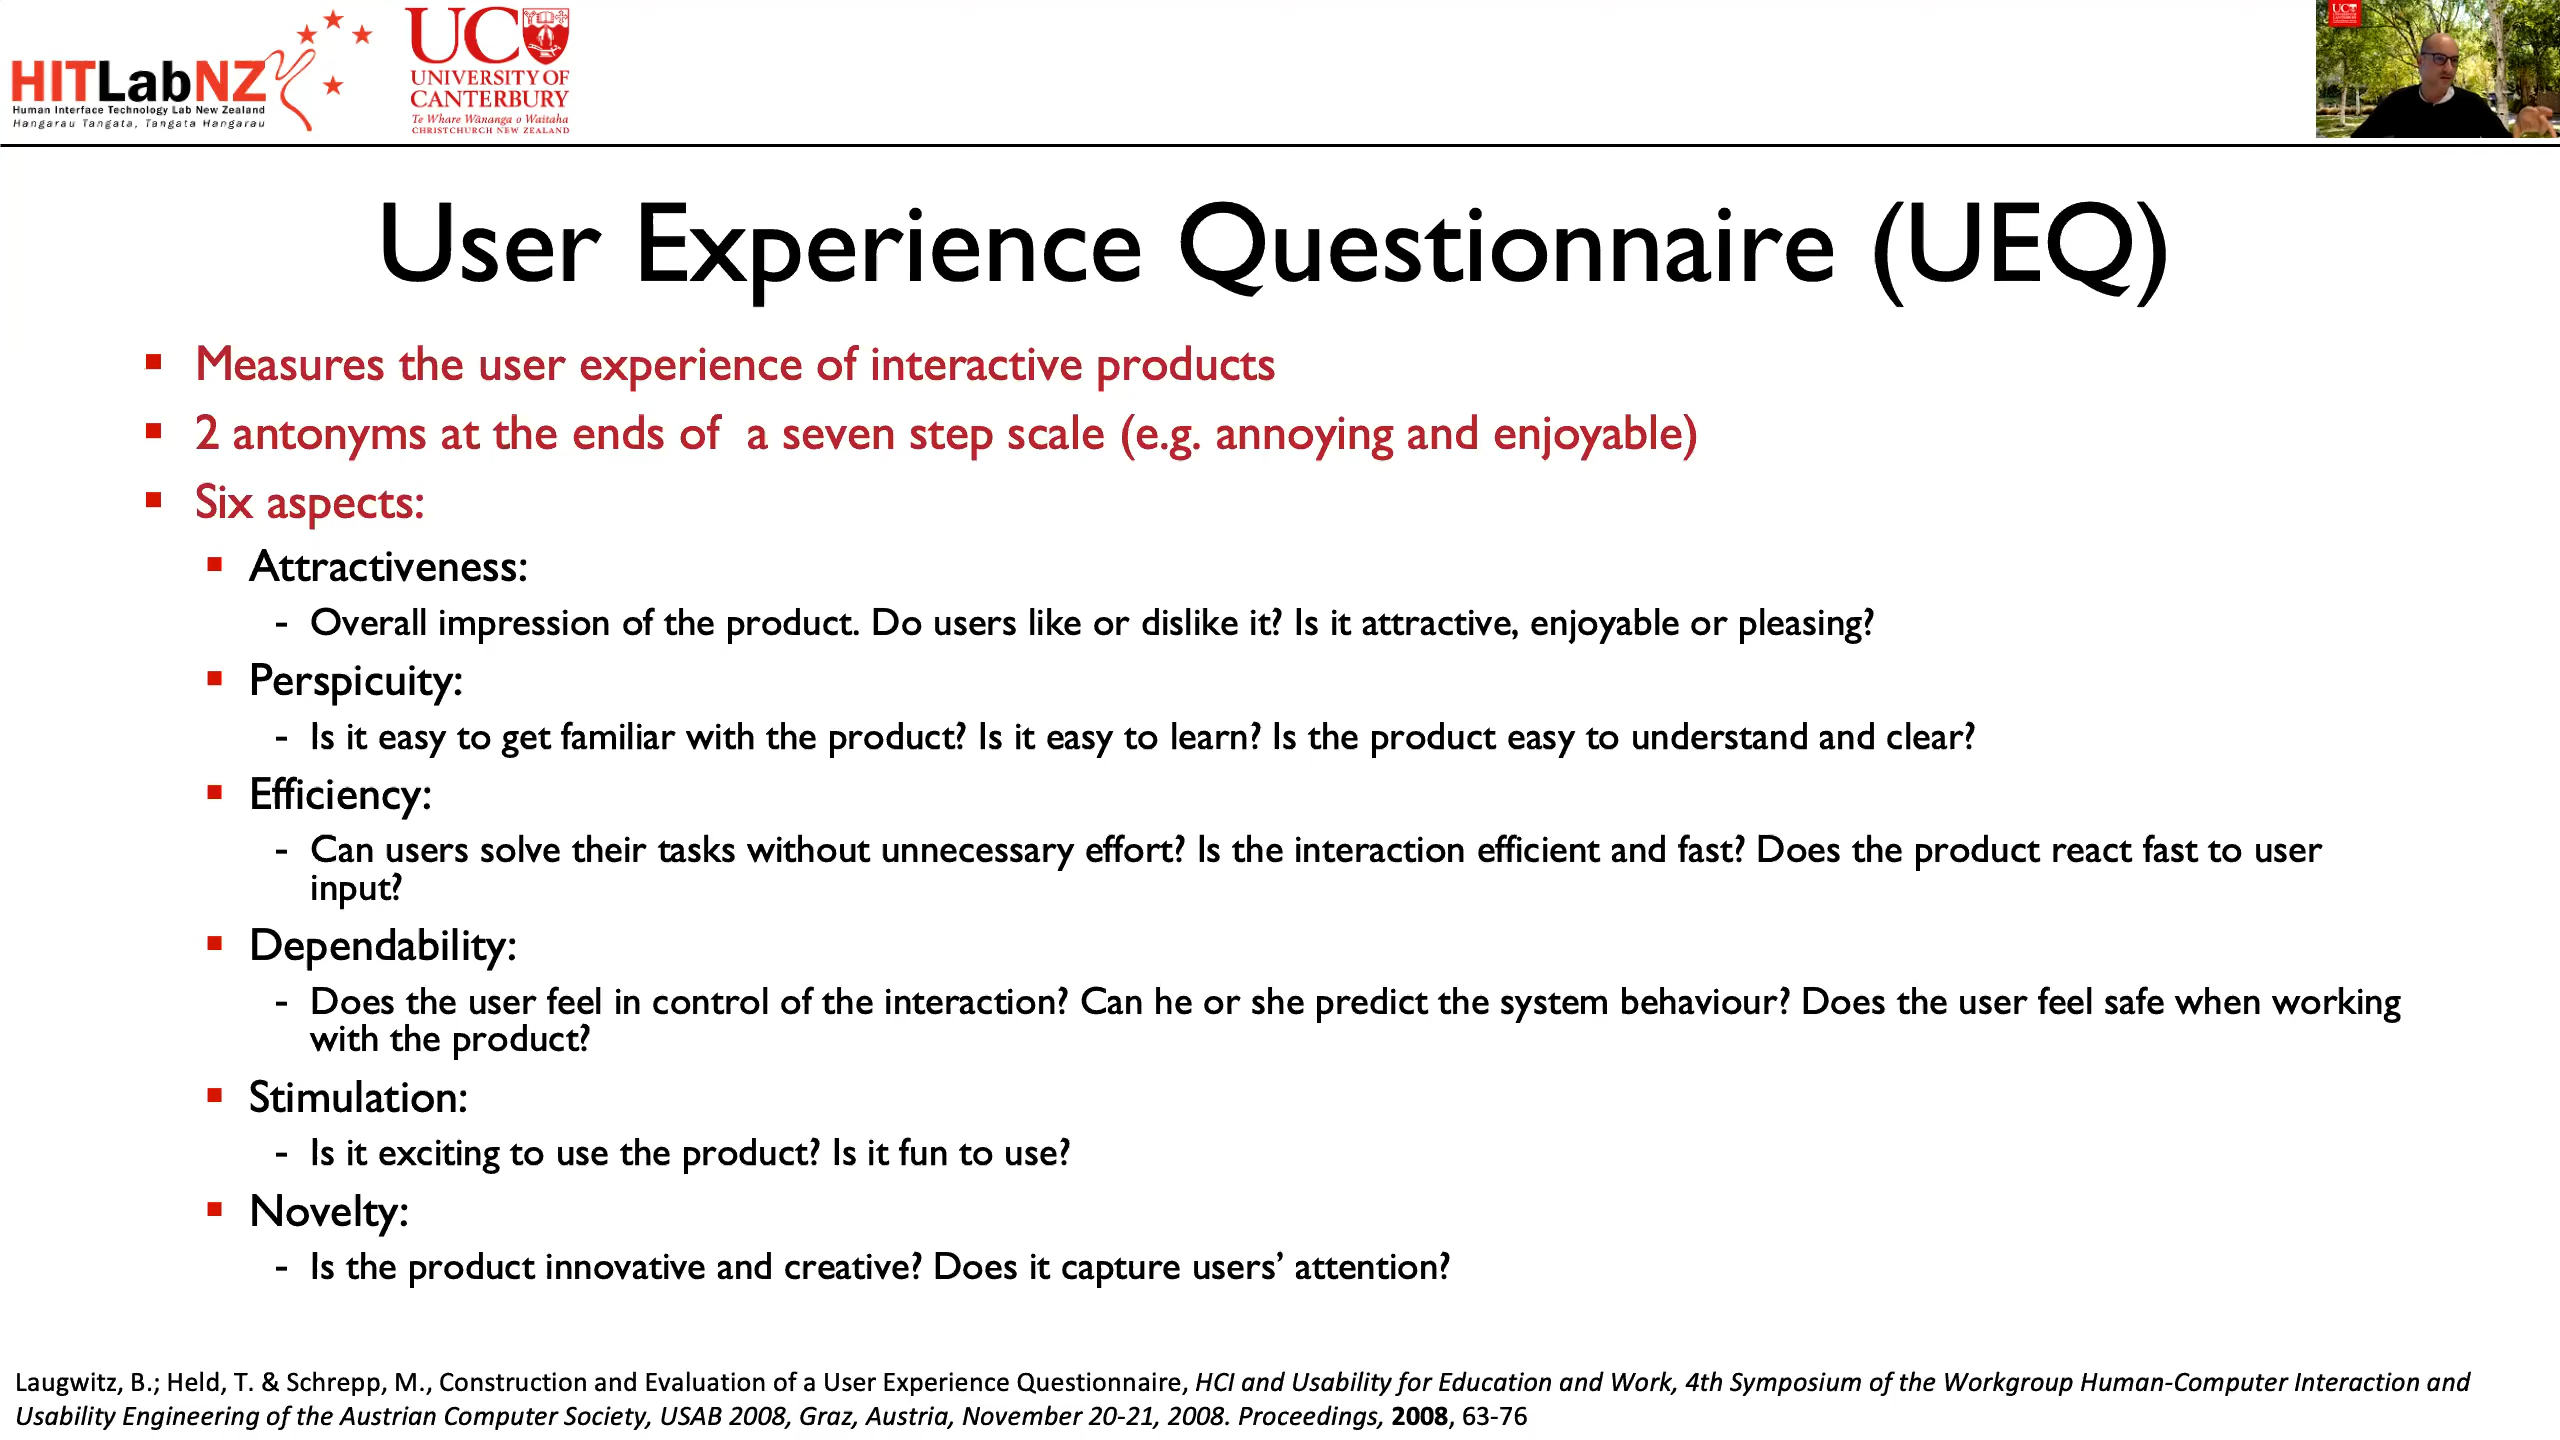 HITLabNZ
Human Interface Technology Lab New Zealand
Hangarau Tangata, Tangata Hangarau
UC
UNIVERSITY OF
CANTERBURY
Te Whare Wānanga o Waitaha
CHRISTCHURCH NEW ZEALAND
UC
User Experience Questionnaire (UEQ)
Measures the user experience of interactive products
2 antonyms at the ends of a seven step scale (e.g. annoying and enjoyable)
Six aspects:
Attractiveness:
- Overall impression of the product. Do users like or dislike it? Is it attractive, enjoyable or pleasing?
Perspicuity:
- Is it easy to get familiar with the product? Is it easy to learn? Is the product easy to understand and clear?
Efficiency:
- Can users solve their tasks without unnecessary effort? Is the interaction efficient and fast? Does the product react fast to user
input?
Dependability:
- Does the user feel in control of the interaction? Can he or she predict the system behaviour? Does the user feel safe when working
with the product?
Stimulation:
- Is it exciting to use the product? Is it fun to use?
Novelty:
- Is the product innovative and creative? Does it capture users’ attention?
Laugwitz, B.; Held, T. & Schrepp, M., Construction and Evaluation of a User Experience Questionnaire, HCI and Usability for Education and Work, 4th Symposium of the Workgroup Human-Computer Interaction and
Usability Engineering of the Austrian Computer Society, USAB 2008, Graz, Austria, November 20-21, 2008. Proceedings, 2008, 63-76